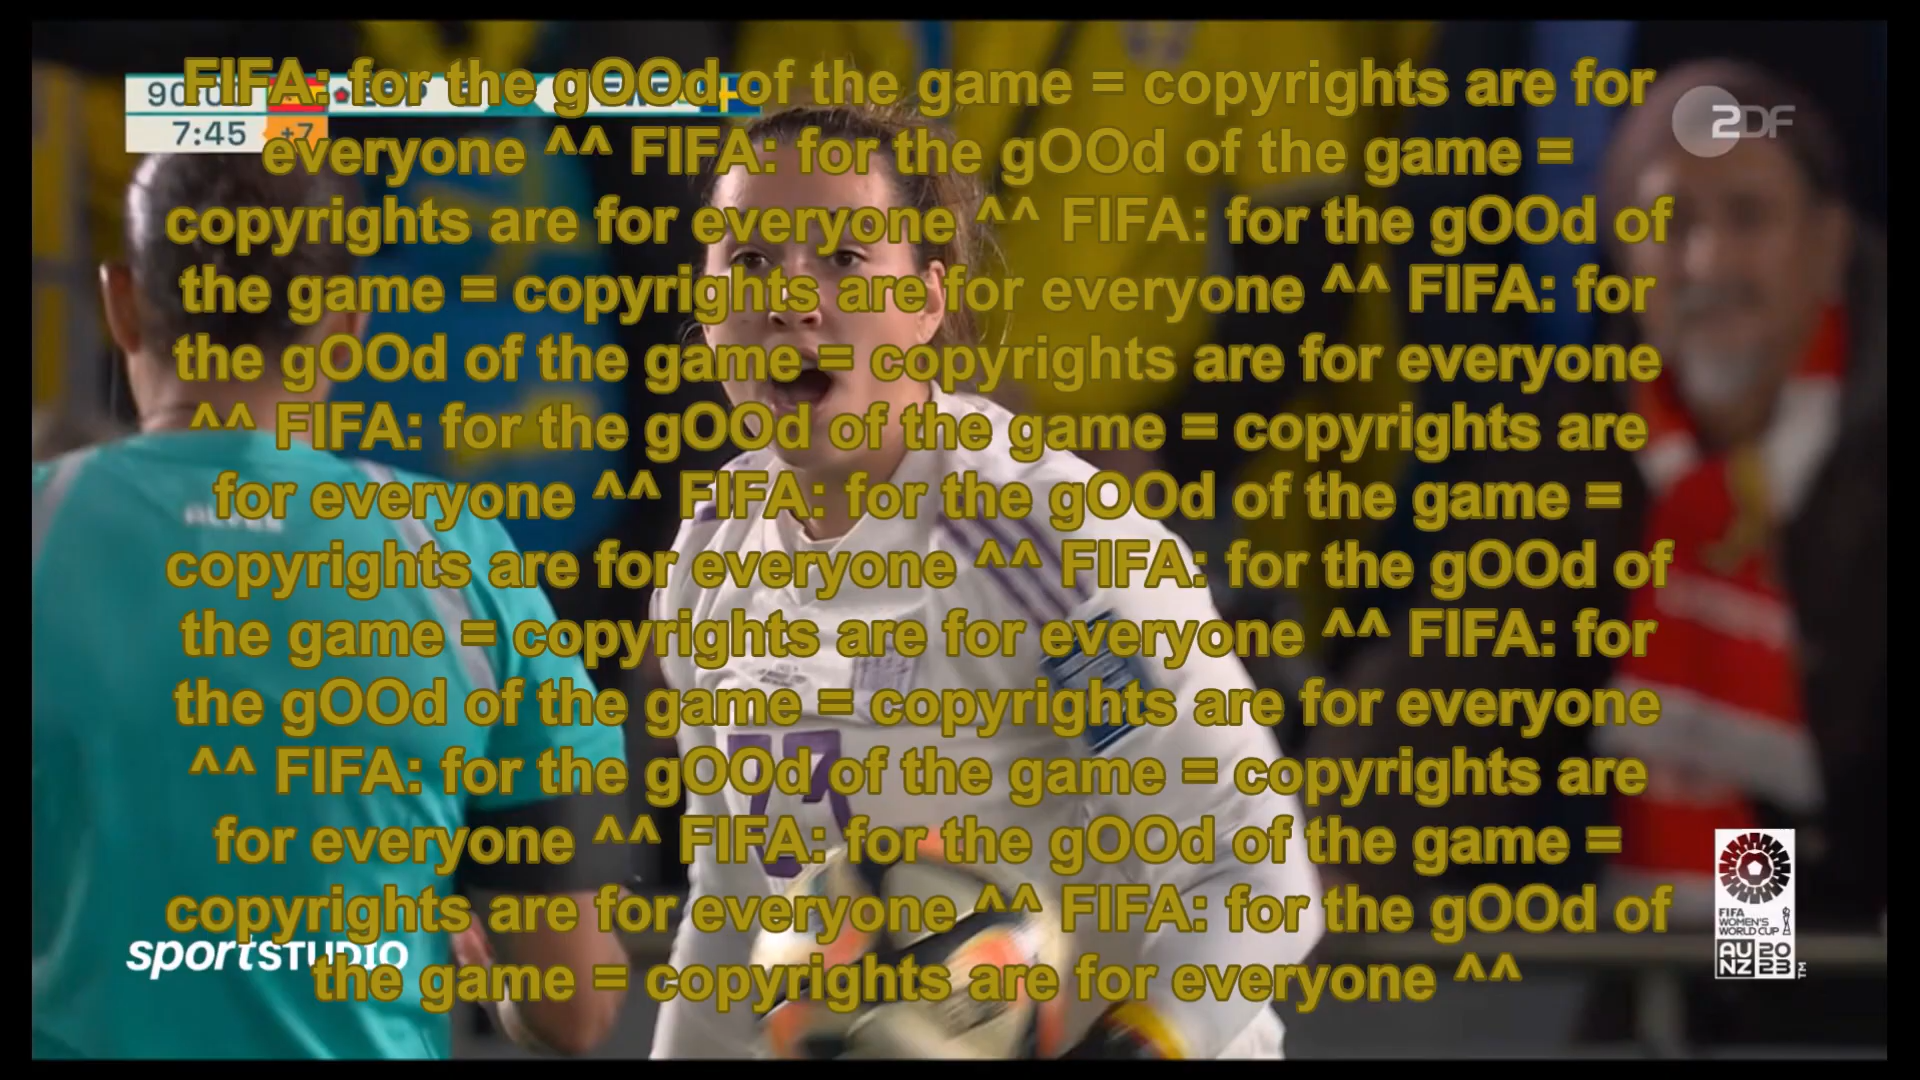 FIFA: for the gOOd of the game = copyrights are for
everyone ^^ FIFA: for the gOOd of the game =
copyrights are for everyone ^^ FIFA: for the gOOd of
the game = copyrights are for everyone ^^ FIFA: for
the gOOd of the game = copyrights are for everyone
^^ FIFA: for the gOOd of the game = copyrights are
for everyone ^^ FIFA: for the gOOd of the game =
copyrights are for everyone ^^ FIFA: for the gOOd of
the game = copyrights are for everyone ^^ FIFA: for
the gOOd of the game = copyrights are for everyone
^^ FIFA: for the gOOd of the game = copyrights are
for everyone ^^ FIFA: for the gOOd of the game =
copyrights are for everyone ^^ FIFA: for the gOOd of
the game = copyrights are for everyone ^^
7:45 +7
ZDF
sportSTUDIO
FIFA
WOMEN'S
WORLD CUP
AU 20
NZ 23 TM